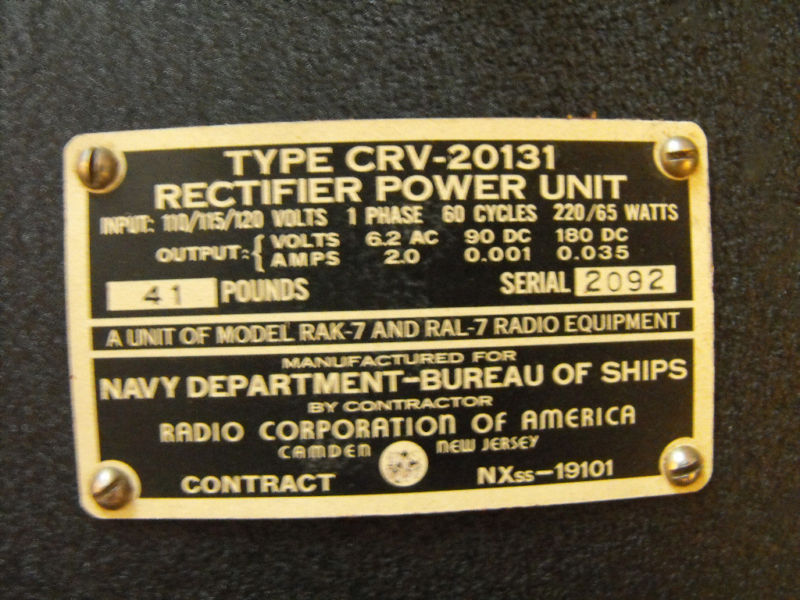 TYPE CRV-20131
RECTIFIER POWER UNIT
INPUT: 110/115/120 VOLTS 1 PHASE 60 CYCLES 220/65 WATTS
OUTPUT: { VOLTS 6.2 AC 90 DC 180 DC
AMPS 2.0 0.001 0.035
41 POUNDS SERIAL 2092
A UNIT OF MODEL RAK-7 AND RAL-7 RADIO EQUIPMENT
MANUFACTURED FOR
NAVY DEPARTMENT-BUREAU OF SHIPS
BY CONTRACTOR
RADIO CORPORATION OF AMERICA
CAMDEN NEW JERSEY
CONTRACT NXss-19101